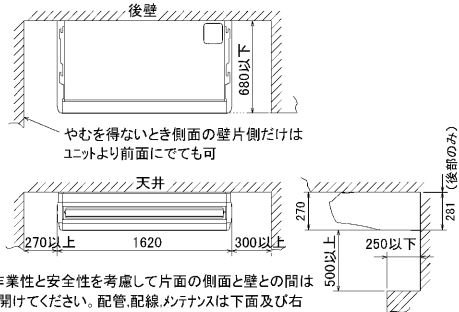 後壁
680以下
やむを得ないとき側面の壁片側だけは
ユニットより前面にでても可
天井
270以上
1620
300以上
270
500以上
250以下
281
(後部のみ)
業性と安全性を考慮して片面の側面と壁との間は
開けてください。配管,配線,メンテナンスは下面及び右